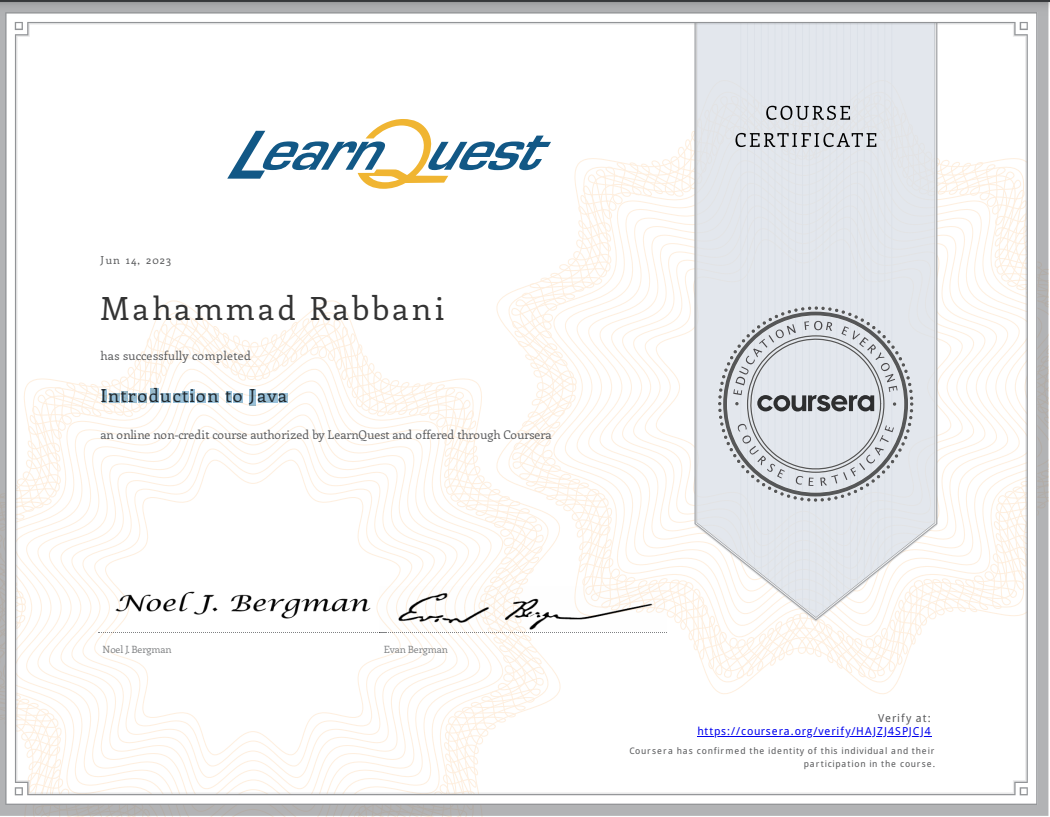 LearnQuest
COURSE
CERTIFICATE
Jun 14, 2023
Mahammad Rabbani
has successfully completed
Introduction to Java
an online non-credit course authorized by LearnQuest and offered through Coursera
EDUCATION FOR EVERYONE
coursera
COURSE CERTIFICATE
Noel J. Bergman
Evan Berg
Noel J. Bergman
Evan Bergman
Verify at:
https://coursera.org/verify/HAJZJ4SPJCJ4
Coursera has confirmed the identity of this individual and their
participation in the course.